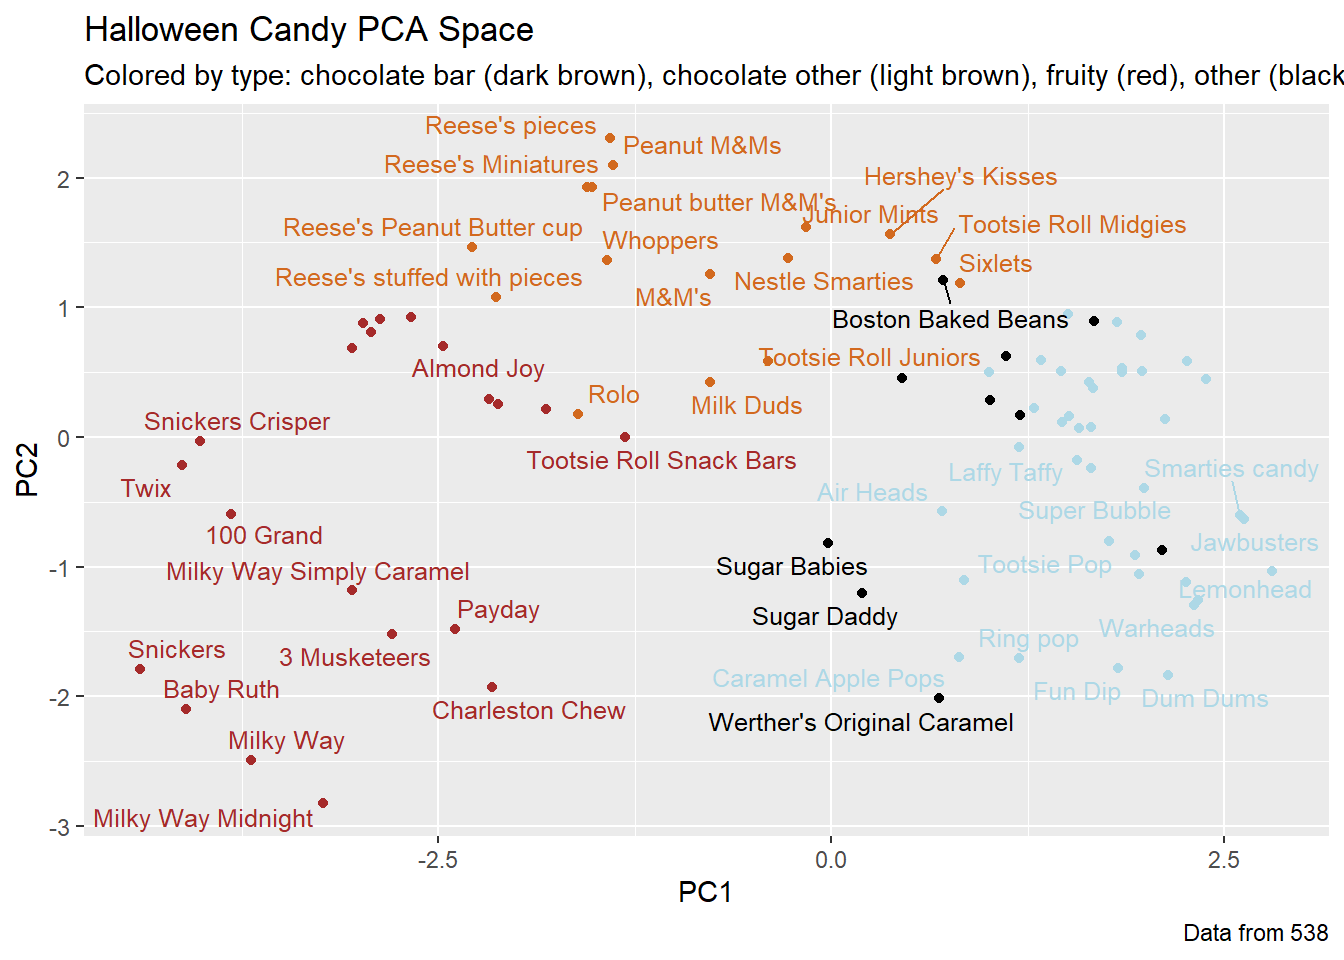 Halloween Candy PCA Space
Colored by type: chocolate bar (dark brown), chocolate other (light brown), fruity (red), other (black
Reese's pieces
Peanut M&Ms
Reese's Miniatures
Hershey's Kisses
2
Peanut butter M&M's
Junior Mints
Reese's Peanut Butter cup
Tootsie Roll Midgies
Whoppers
Sixlets
Reese's stuffed with pieces
Nestle Smarties
M&M's
1
Boston Baked Beans
Tootsie Roll Juniors
Almond Joy
Rolo
Milk Duds
Snickers Crisper
0
Tootsie Roll Snack Bars
Laffy Taffy
Smarties candy
PC2
Twix
Air Heads
Super Bubble
100 Grand
Jawbusters
-1
Sugar Babies
Tootsie Pop
Milky Way Simply Caramel
Lemonhead
Payday
Sugar Daddy
Warheads
Ring pop
Snickers
3 Musketeers
Caramel Apple Pops
Baby Ruth
Fun Dip
Dum Dums
-2
Charleston Chew
Werther's Original Caramel
Milky Way
Milky Way Midnight
-3
-2.5
0.0
2.5
PC1
Data from 538